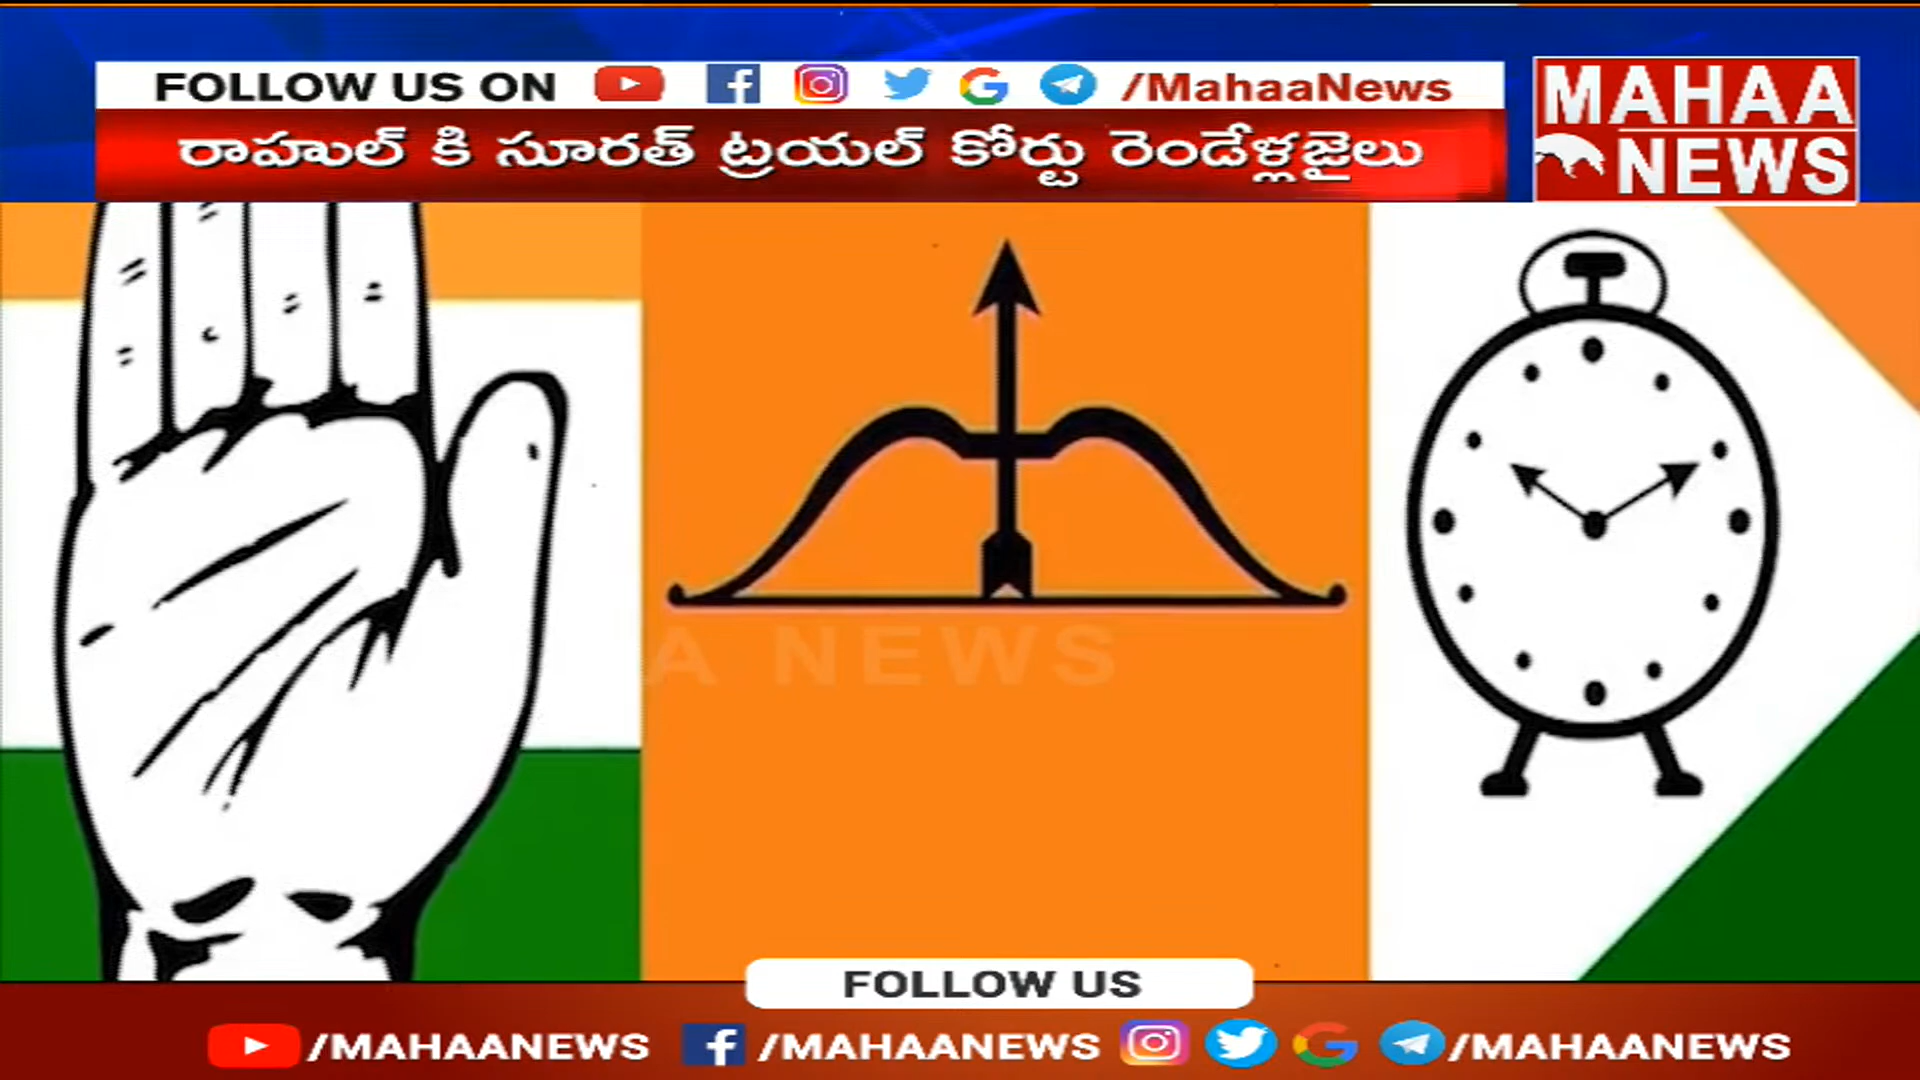 FOLLOW US ON /MahaaNews
రాహుల్ కి సూరత్ ట్రయల్ కోర్టు రెండేళ్లజైలు
MAHAA
NEWS
A NEWS
FOLLOW US
/MAHAANEWS /MAHAANEWS /MAHAANEWS